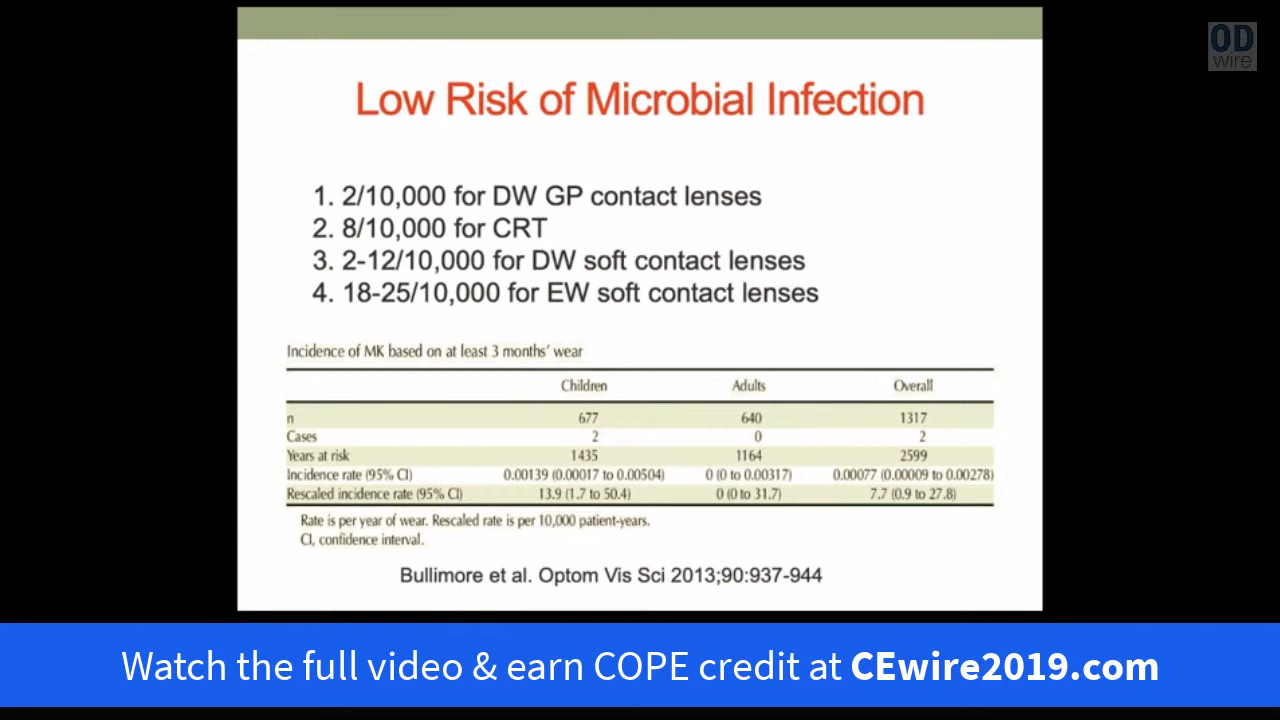 OD
wire
Low Risk of Microbial Infection
1. 2/10,000 for DW GP contact lenses
2. 8/10,000 for CRT
3. 2-12/10,000 for DW soft contact lenses
4. 18-25/10,000 for EW soft contact lenses
Incidence of MK based on at least 3 months' wear
Children Adults Overall
n 677 640 1317
Cases 2 0 2
Years at risk 1435 1164 2599
Incidence rate (95% CI) 0.00139 (0.00017 to 0.00504) 0 (0 to 0.00317) 0.00077 (0.00009 to 0.00278)
Rescaled incidence rate (95% CI) 13.9 (1.7 to 50.4) 0 (0 to 31.7) 7.7 (0.9 to 27.8)
Rate is per year of wear. Rescaled rate is per 10,000 patient-years.
CI, confidence interval.
Bullimore et al. Optom Vis Sci 2013;90:937-944
Watch the full video & earn COPE credit at CEwire2019.com